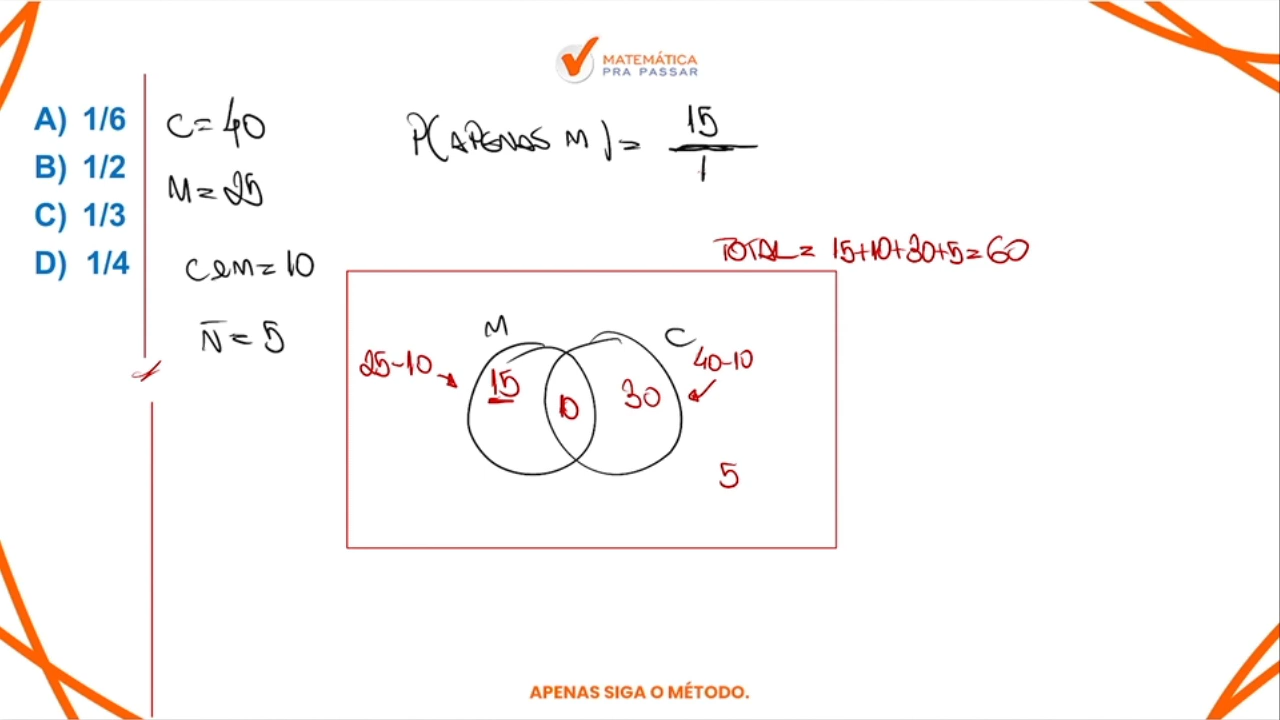 MATEMÁTICA
PRA PASSAR
A) 1/6
B) 1/2
C) 1/3
D) 1/4
C = 40
M = 25
C e M = 10
N̅ = 5
P(APENAS M) = 15
TOTAL = 15+10+30+5=60
M
C
25-10
40-10
15
10
30
5
APENAS SIGA O MÉTODO.